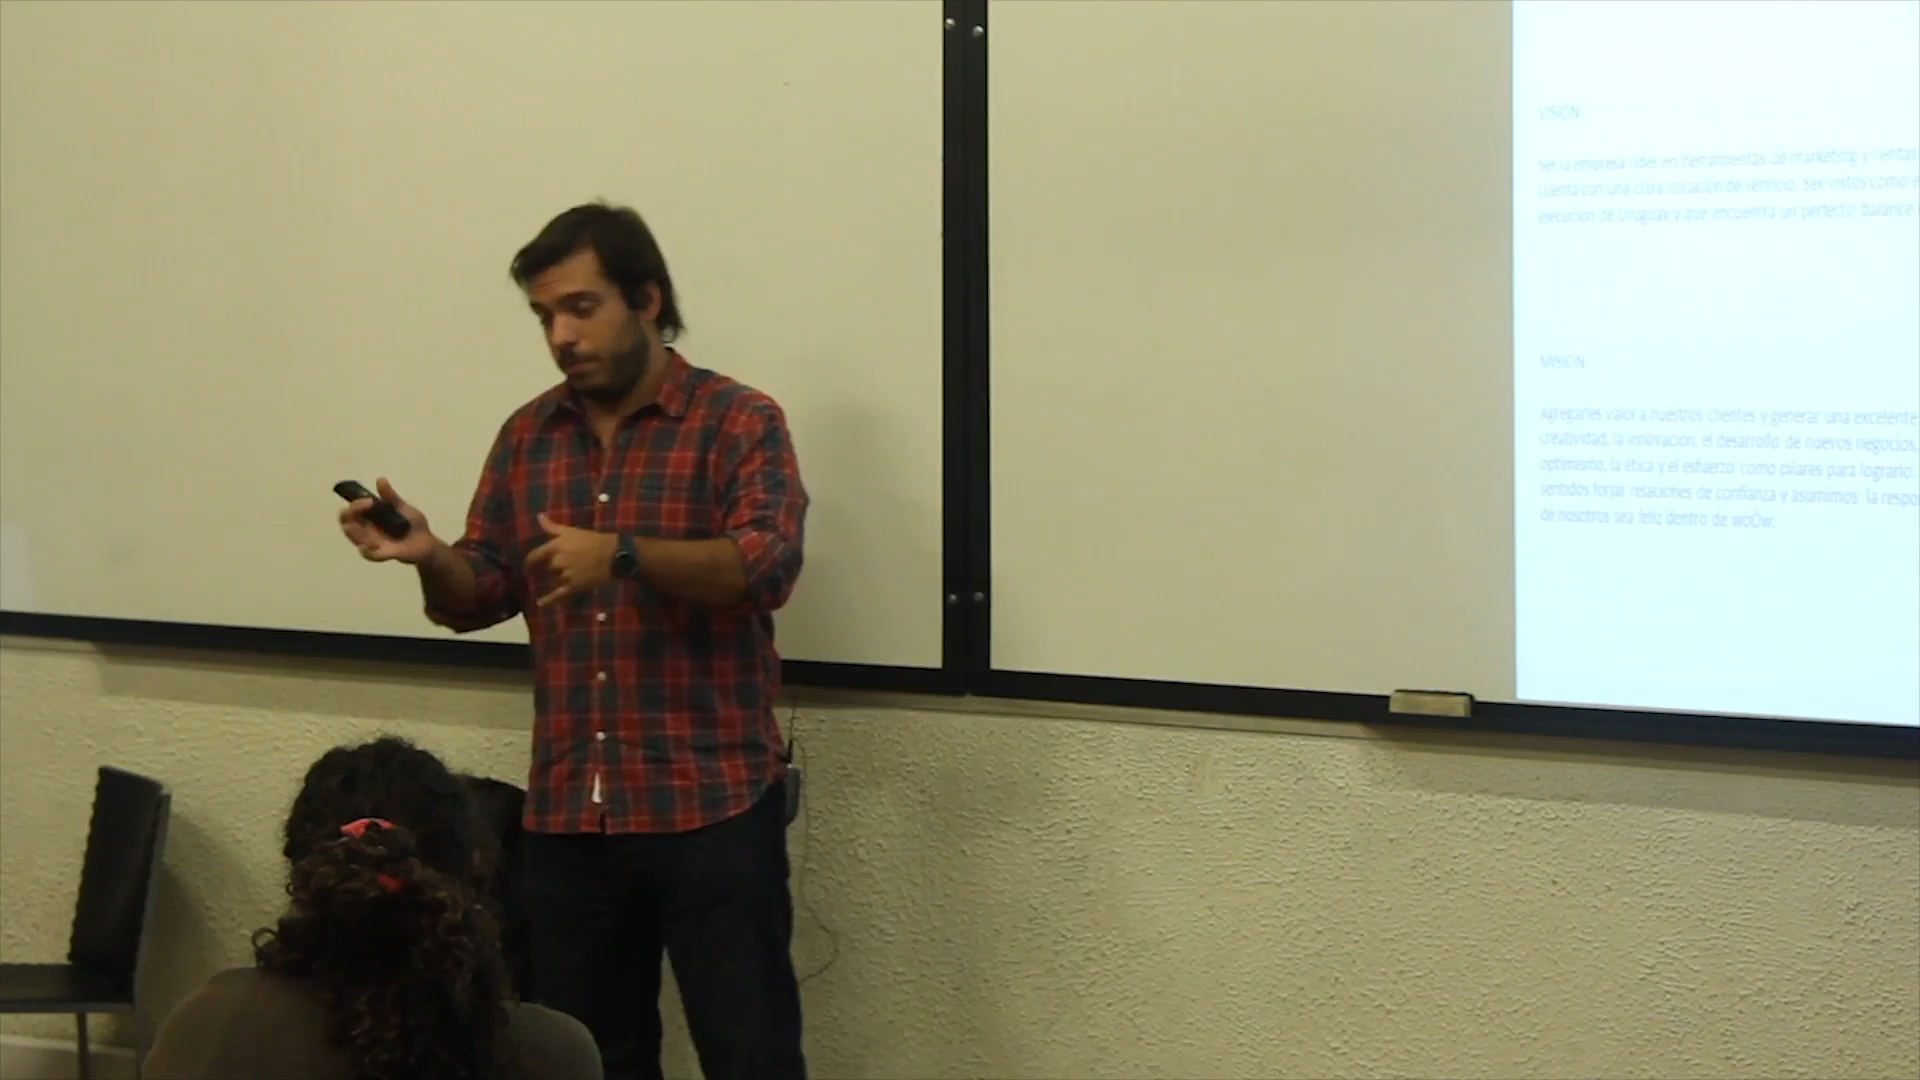 VISION
Ser la empresa líder en herramientas de marketing y ventas
cuenta con una clara vocación de servicio. Ser vistos como e
ejecución de Uruguay y que encuentra un perfecto balance
MISION
Agregarles valor a nuestros clientes y generar una excelente
creatividad, la innovación, el desarrollo de nuevos negocios,
optimismo, la ética y el esfuerzo como pilares para lograrlo.
sentidos forjar relaciones de confianza y asumimos la respo
de nosotros sea feliz dentro de woOw.